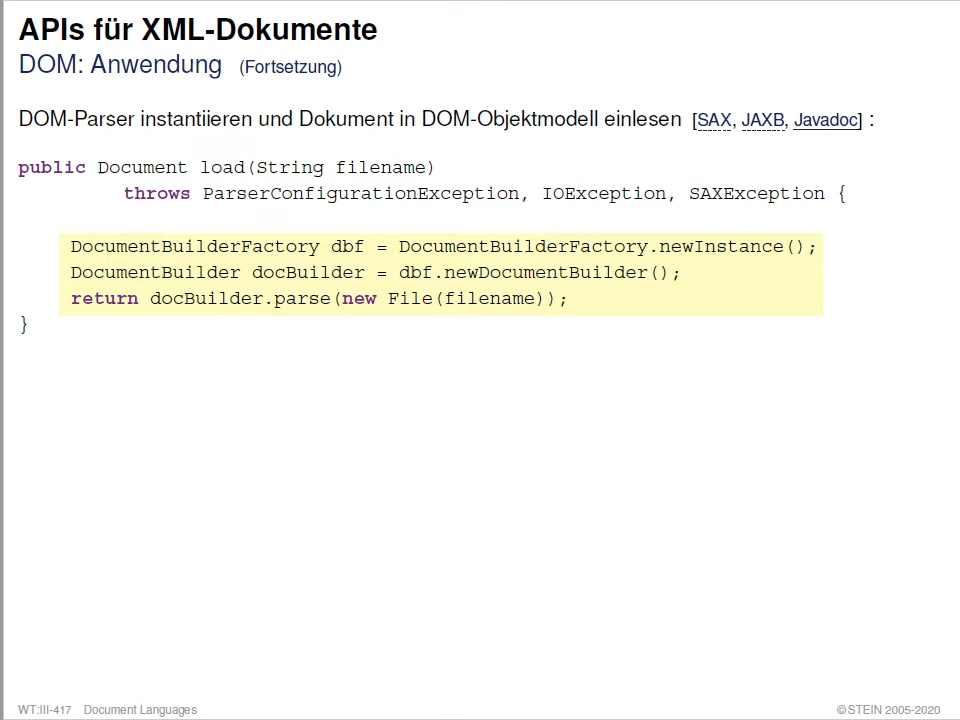 APIs für XML-Dokumente
DOM: Anwendung (Fortsetzung)
DOM-Parser instantiieren und Dokument in DOM-Objektmodell einlesen [SAX, JAXB, Javadoc] :
public Document load(String filename)
throws ParserConfigurationException, IOException, SAXException {
DocumentBuilderFactory dbf = DocumentBuilderFactory.newInstance();
DocumentBuilder docBuilder = dbf.newDocumentBuilder();
return docBuilder.parse(new File(filename));
}
WT:III-417 Document Languages ©STEIN 2005-2020